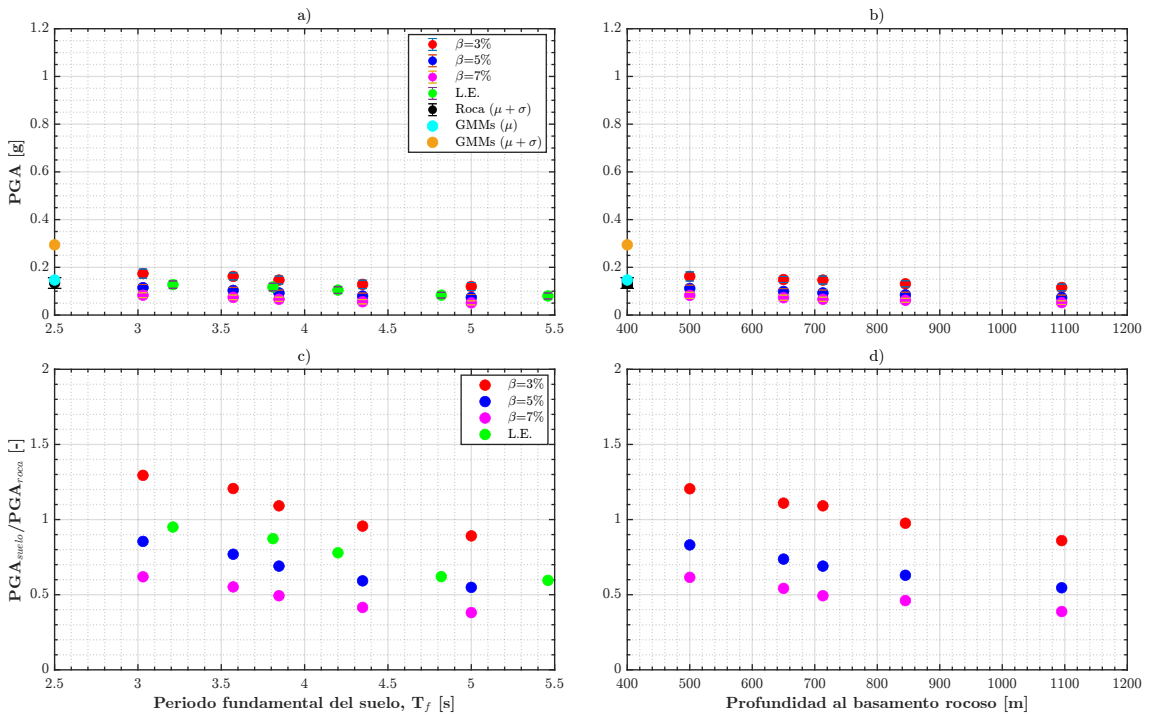 a)
b)
PGA [g]
1.2
1
0.8
0.6
0.4
0.2
0
2.5 3 3.5 4 4.5 5 5.5
β=3%
β=5%
β=7%
L.E.
Roca (μ + σ)
GMMs (μ)
GMMs (μ + σ)
1.2
1
0.8
0.6
0.4
0.2
0
400 500 600 700 800 900 1000 1100 1200
c)
d)
PGA_suelo/PGA_roca [-]
2
1.5
1
0.5
0
2.5 3 3.5 4 4.5 5 5.5
Periodo fundamental del suelo, T_f [s]
β=3%
β=5%
β=7%
L.E.
2
1.5
1
0.5
0
400 500 600 700 800 900 1000 1100 1200
Profundidad al basamento rocoso [m]